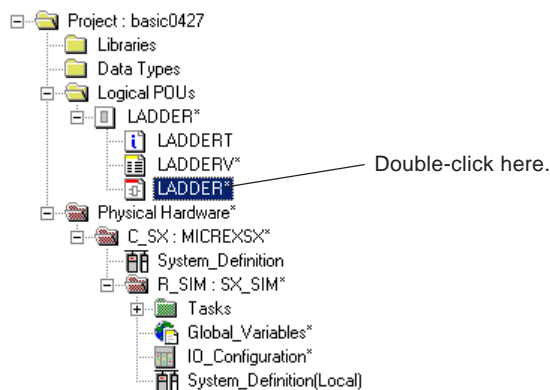 Project : basic0427
Libraries
Data Types
Logical POUs
LADDER*
LADDERT
LADDERV*
LADDER*
Double-click here.
Physical Hardware*
C_SX : MICREXSX*
System_Definition
R_SIM : SX_SIM*
Tasks
Global_Variables*
IO_Configuration*
System_Definition(Local)